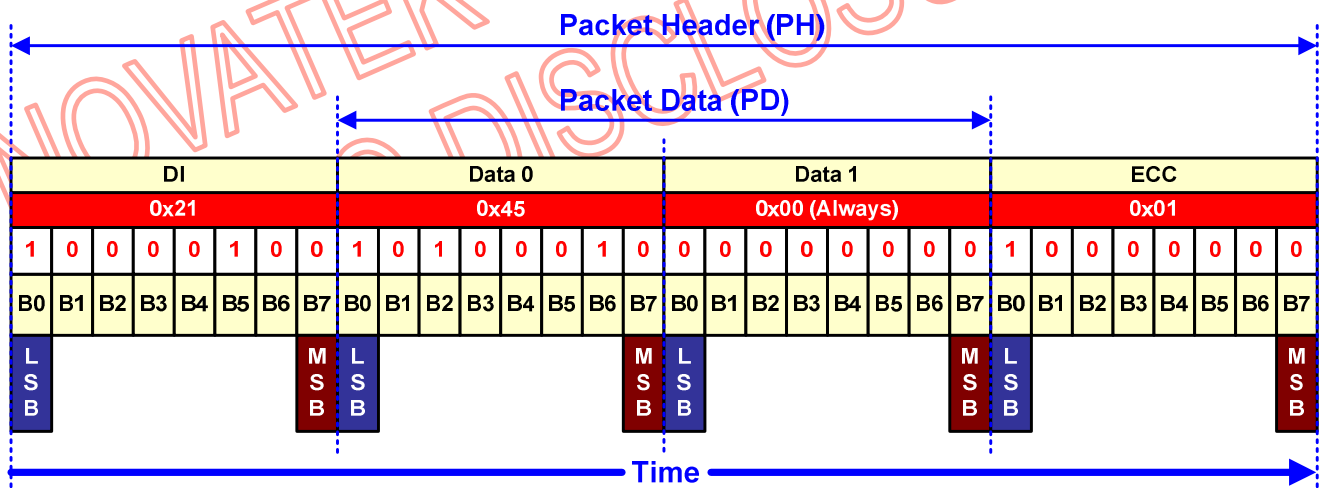 Packet Header (PH)
Packet Data (PD)
DI Data 0 Data 1 ECC
0x21 0x45 0x00 (Always) 0x01
1 0 0 0 0 1 0 0 1 0 1 0 0 0 1 0 0 0 0 0 0 0 0 0 1 0 0 0 0 0 0 0
B0 B1 B2 B3 B4 B5 B6 B7 B0 B1 B2 B3 B4 B5 B6 B7 B0 B1 B2 B3 B4 B5 B6 B7 B0 B1 B2 B3 B4 B5 B6 B7
LSB MSB LSB MSB LSB MSB LSB MSB
Time